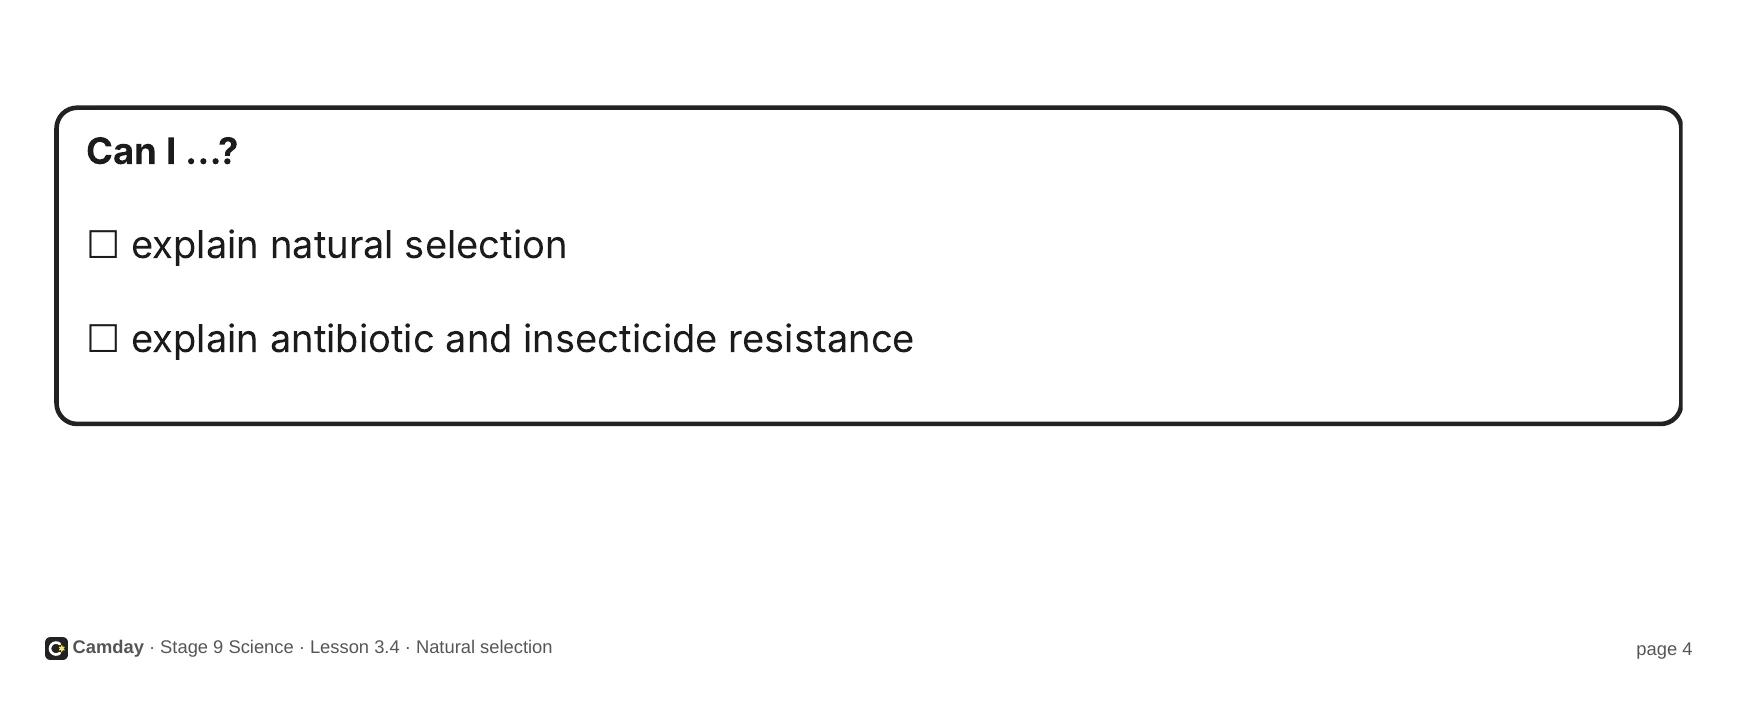 Can I …?
☐ explain natural selection
☐ explain antibiotic and insecticide resistance
Camday · Stage 9 Science · Lesson 3.4 · Natural selection
page 4